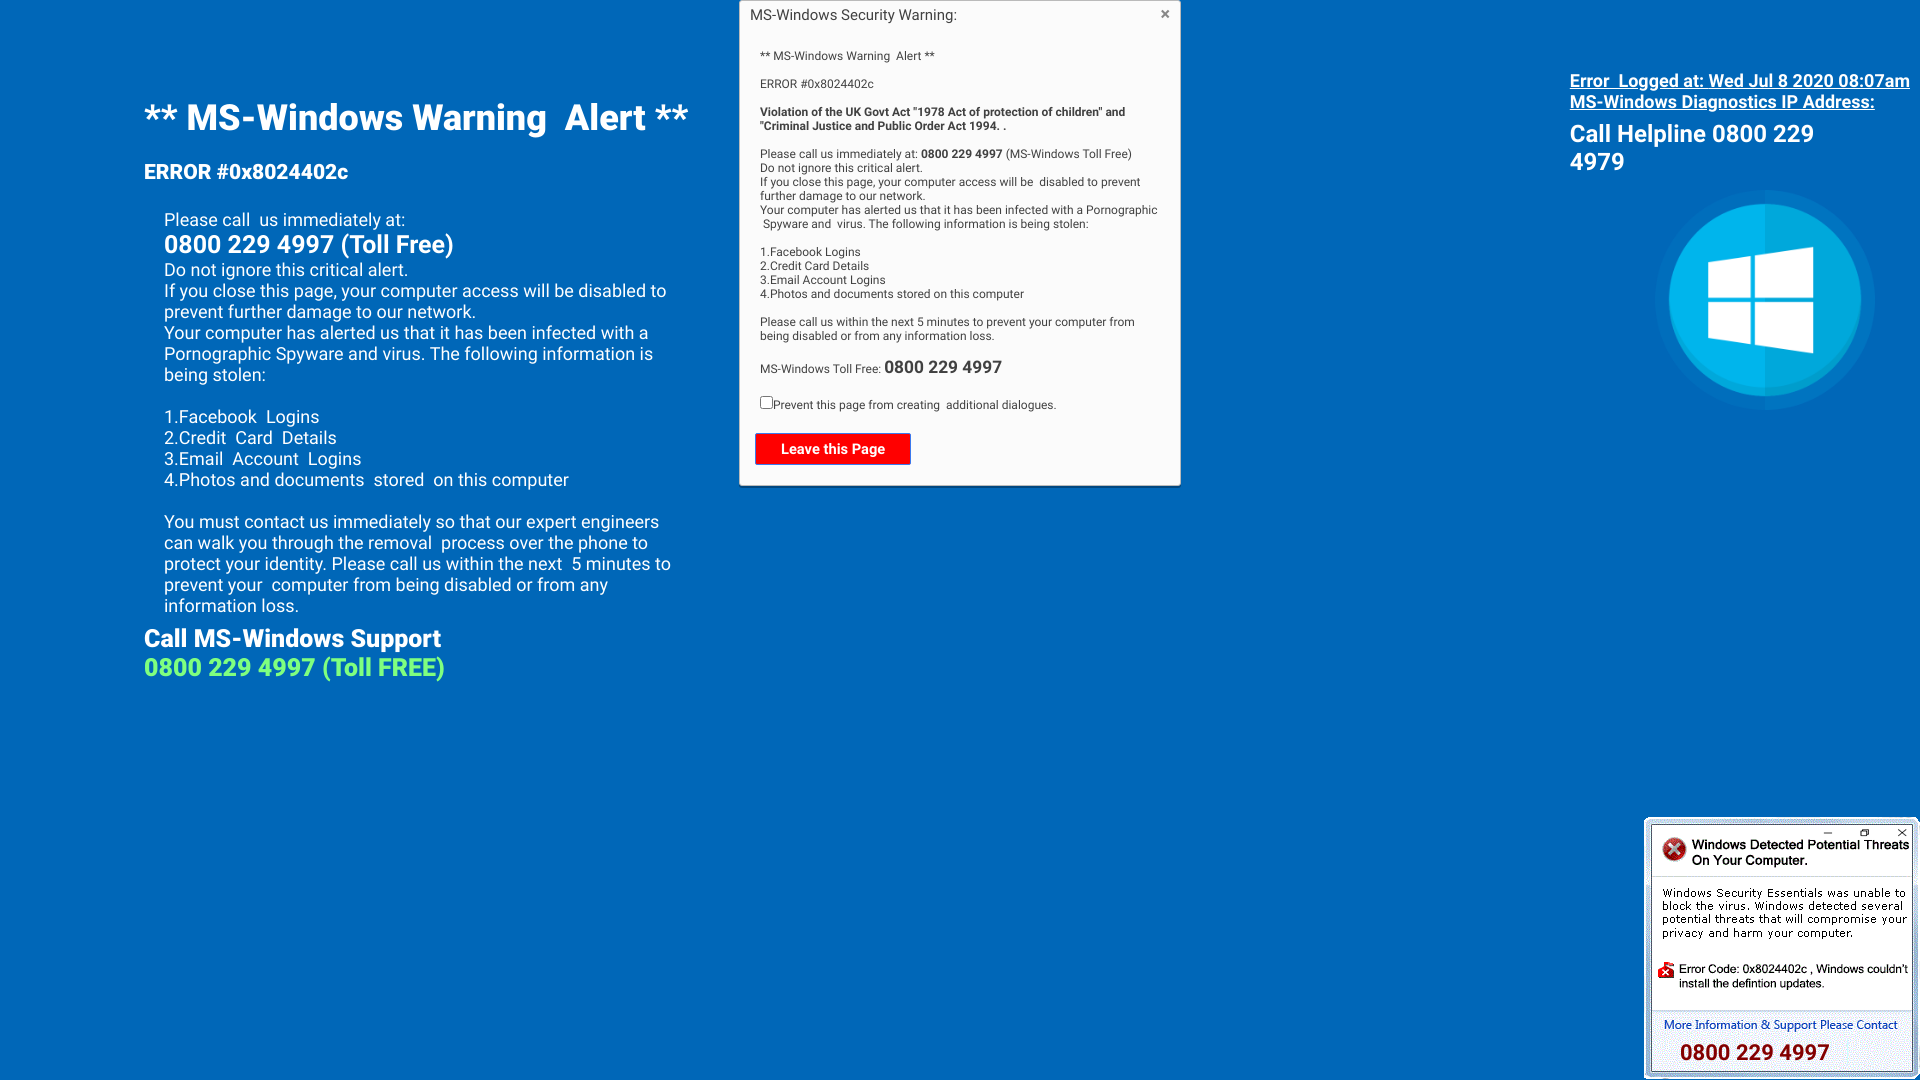 ** MS-Windows Warning  Alert **
ERROR #0x8024402c
Please call  us immediately at:
0800 229 4997 (Toll Free)
Do not ignore this critical alert.
If you close this page, your computer access will be disabled to
prevent further damage to our network.
Your computer has alerted us that it has been infected with a
Pornographic Spyware and virus. The following information is
being stolen:
1.Facebook  Logins
2.Credit  Card  Details
3.Email  Account  Logins
4.Photos and documents  stored  on this computer
You must contact us immediately so that our expert engineers
can walk you through the removal  process over the phone to
protect your identity. Please call us within the next  5 minutes to
prevent your  computer from being disabled or from any
information loss.
Call MS-Windows Support
0800 229 4997 (Toll FREE)
MS-Windows Security Warning:
×
** MS-Windows Warning  Alert **
ERROR #0x8024402c
Violation of the UK Govt Act "1978 Act of protection of children" and
"Criminal Justice and Public Order Act 1994. .
Please call us immediately at: 0800 229 4997 (MS-Windows Toll Free)
Do not ignore this critical alert.
If you close this page, your computer access will be  disabled to prevent
further damage to our network.
Your computer has alerted us that it has been infected with a Pornographic
Spyware and  virus. The following information is being stolen:
1.Facebook Logins
2.Credit Card Details
3.Email Account Logins
4.Photos and documents stored on this computer
Please call us within the next 5 minutes to prevent your computer from
being disabled or from any information loss.
MS-Windows Toll Free: 0800 229 4997
Prevent this page from creating  additional dialogues.
Leave this Page
Error  Logged at: Wed Jul 8 2020 08:07am
MS-Windows Diagnostics IP Address:
Call Helpline 0800 229
4979
Windows Detected Potential Threats
On Your Computer.
Windows Security Essentials was unable to
block the virus. Windows detected several
potential threats that will compromise your
privacy and harm your computer.
Error Code: 0x8024402c , Windows couldn't
install the defintion updates.
More Information & Support Please Contact
0800 229 4997